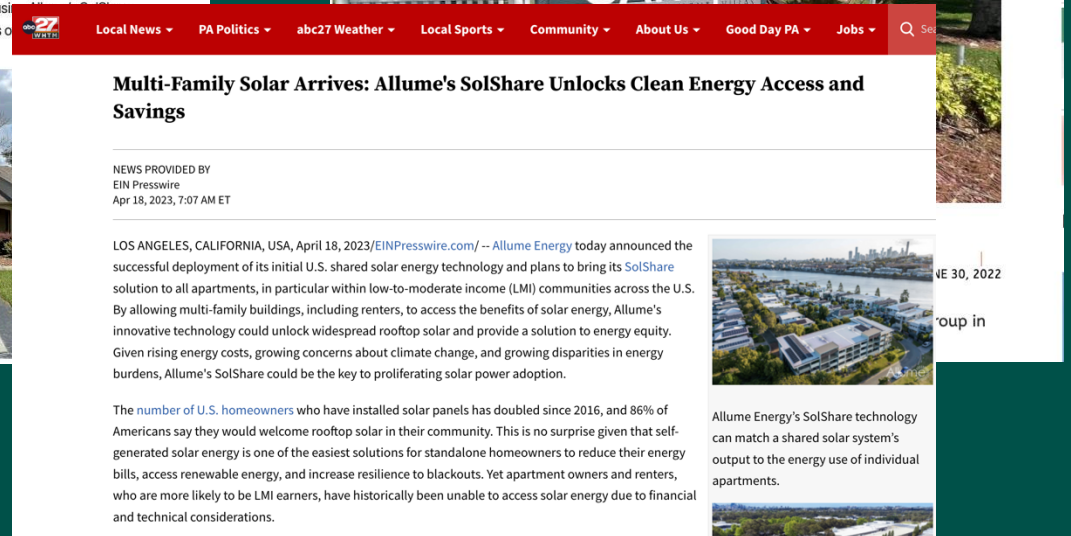 abc 27
WHTM
Local News
PA Politics
abc27 Weather
Local Sports
Community
About Us
Good Day PA
Jobs
Multi-Family Solar Arrives: Allume's SolShare Unlocks Clean Energy Access and
Savings
NEWS PROVIDED BY
EIN Presswire
Apr 18, 2023, 7:07 AM ET
LOS ANGELES, CALIFORNIA, USA, April 18, 2023/EINPresswire.com/ -- Allume Energy today announced the
successful deployment of its initial U.S. shared solar energy technology and plans to bring its SolShare
solution to all apartments, in particular within low-to-moderate income (LMI) communities across the U.S.
By allowing multi-family buildings, including renters, to access the benefits of solar energy, Allume's
innovative technology could unlock widespread rooftop solar and provide a solution to energy equity.
Given rising energy costs, growing concerns about climate change, and growing disparities in energy
burdens, Allume's SolShare could be the key to proliferating solar power adoption.
The number of U.S. homeowners who have installed solar panels has doubled since 2016, and 86% of
Americans say they would welcome rooftop solar in their community. This is no surprise given that self-
generated solar energy is one of the easiest solutions for standalone homeowners to reduce their energy
bills, access renewable energy, and increase resilience to blackouts. Yet apartment owners and renters,
who are more likely to be LMI earners, have historically been unable to access solar energy due to financial
and technical considerations.
Allume
Allume Energy's SolShare technology
can match a shared solar system's
output to the energy use of individual
apartments.
NE 30, 2022
roup in